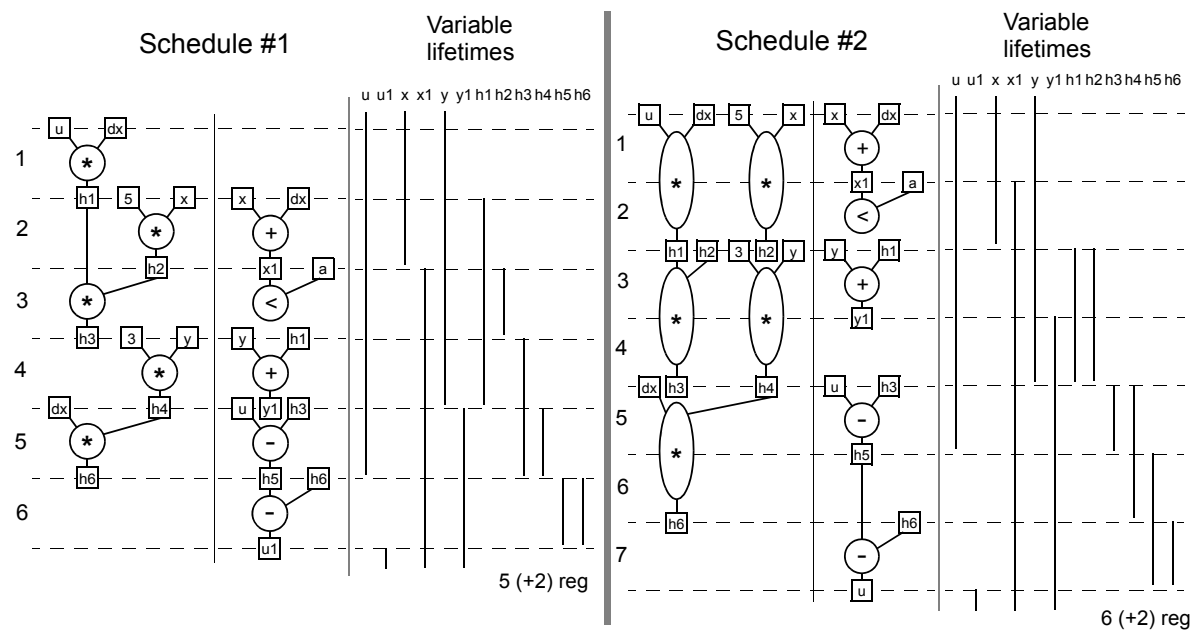 Schedule #1
Variable
lifetimes
u u1 x x1 y y1 h1 h2 h3 h4 h5 h6
u dx
1
*
h1 5 x x dx
2
* +
h2 x1 a
3
* <
h3 3 y y h1
4
* +
dx h4 u y1 h3
5
* -
h6 h5 h6
6
-
u1
5 (+2) reg
Schedule #2
Variable
lifetimes
u u1 x x1 y y1 h1 h2 h3 h4 h5 h6
u dx 5 x x dx
1
+
* * x1 a
2
<
h1 h2 3 h2 y y h1
3
+
* * y1
4
dx h3 h4 u h3
5
-
* h5
6
h6 h6
7
-
u
6 (+2) reg